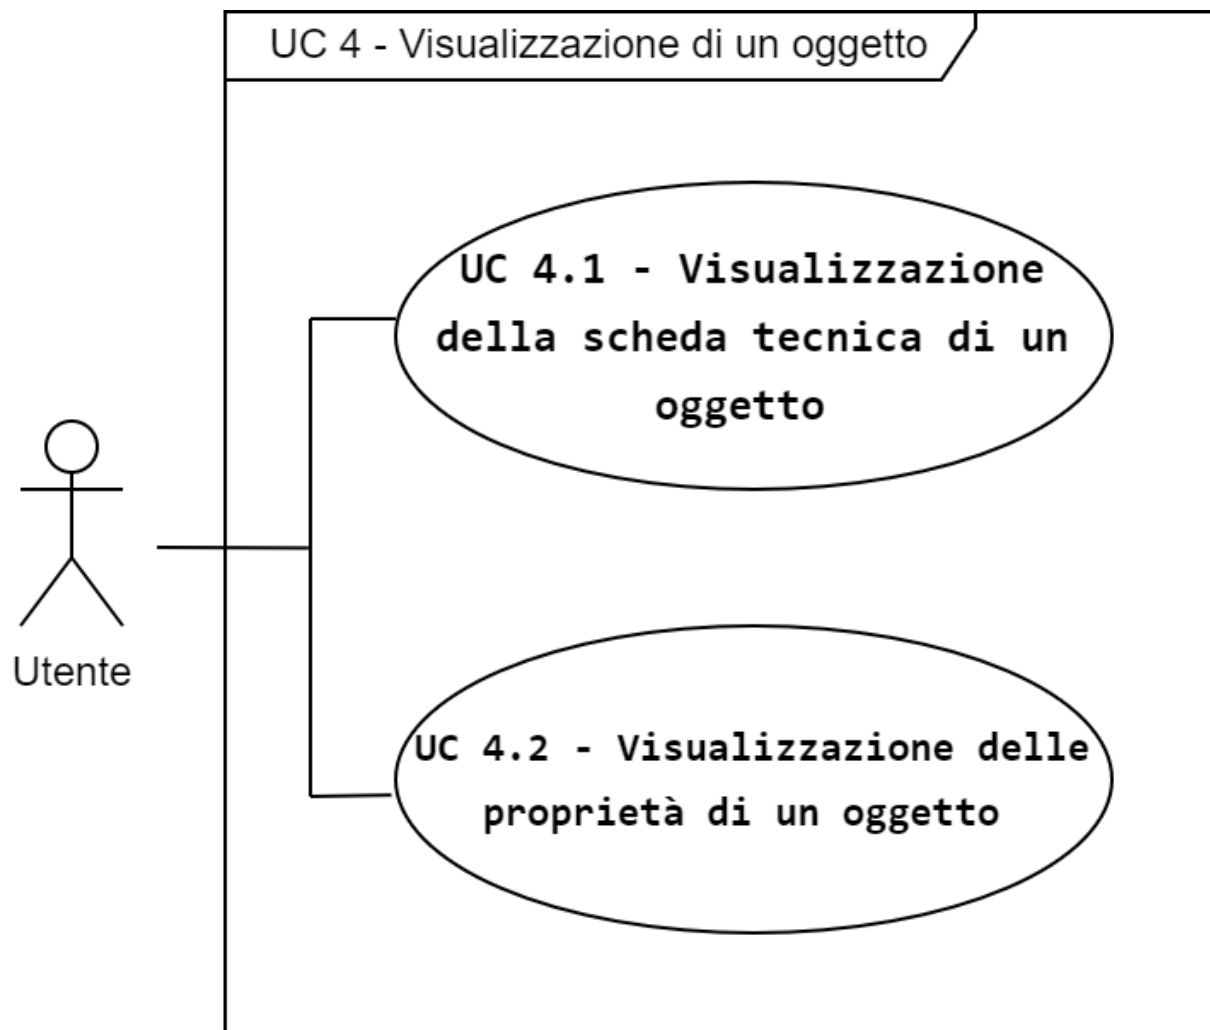 UC 4 - Visualizzazione di un oggetto
UC 4.1 - Visualizzazione
della scheda tecnica di un
oggetto
Utente
UC 4.2 - Visualizzazione delle
proprietà di un oggetto